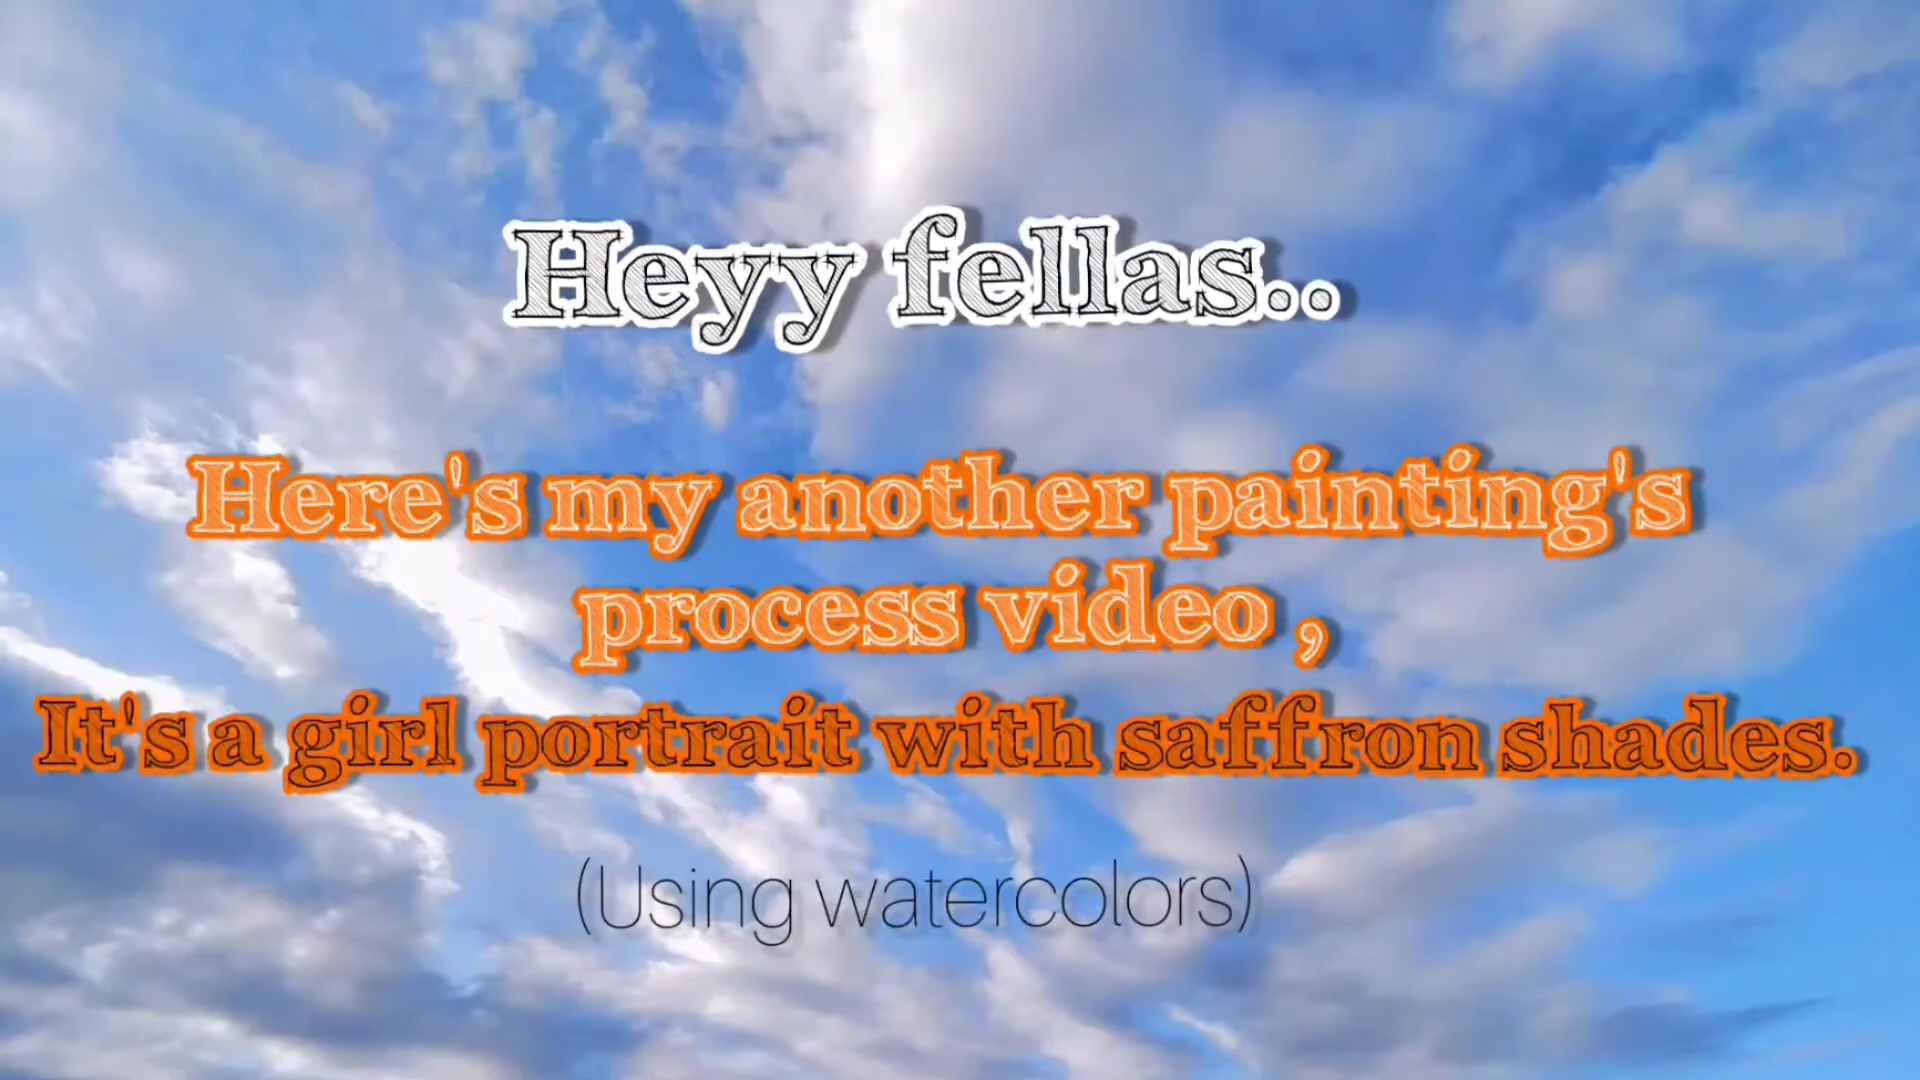 Heyy fellas..
Here's my another painting's
process video ,
It's a girl portrait with saffron shades.
(Using watercolors)